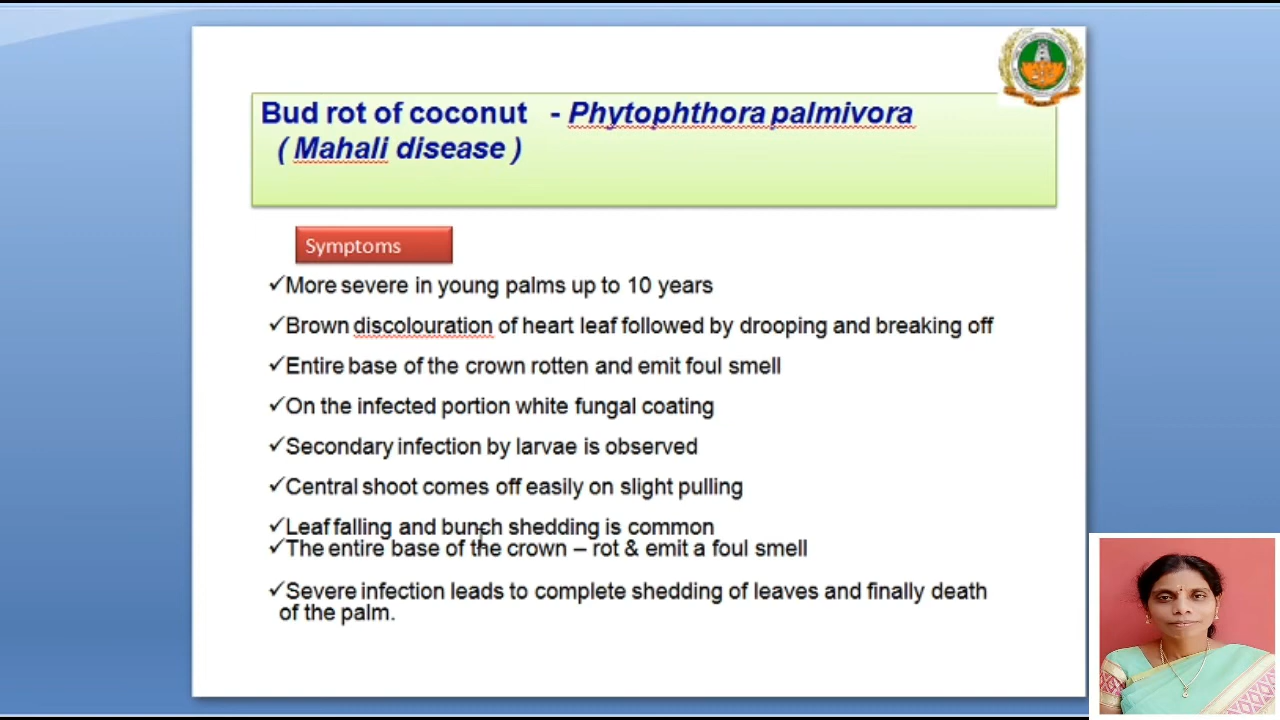 Bud rot of coconut - Phytophthora palmivora
( Mahali disease )
Symptoms
✓More severe in young palms up to 10 years
✓Brown discolouration of heart leaf followed by drooping and breaking off
✓Entire base of the crown rotten and emit foul smell
✓On the infected portion white fungal coating
✓Secondary infection by larvae is observed
✓Central shoot comes off easily on slight pulling
✓Leaf falling and bunch shedding is common
✓The entire base of the crown – rot & emit a foul smell
✓Severe infection leads to complete shedding of leaves and finally death
of the palm.